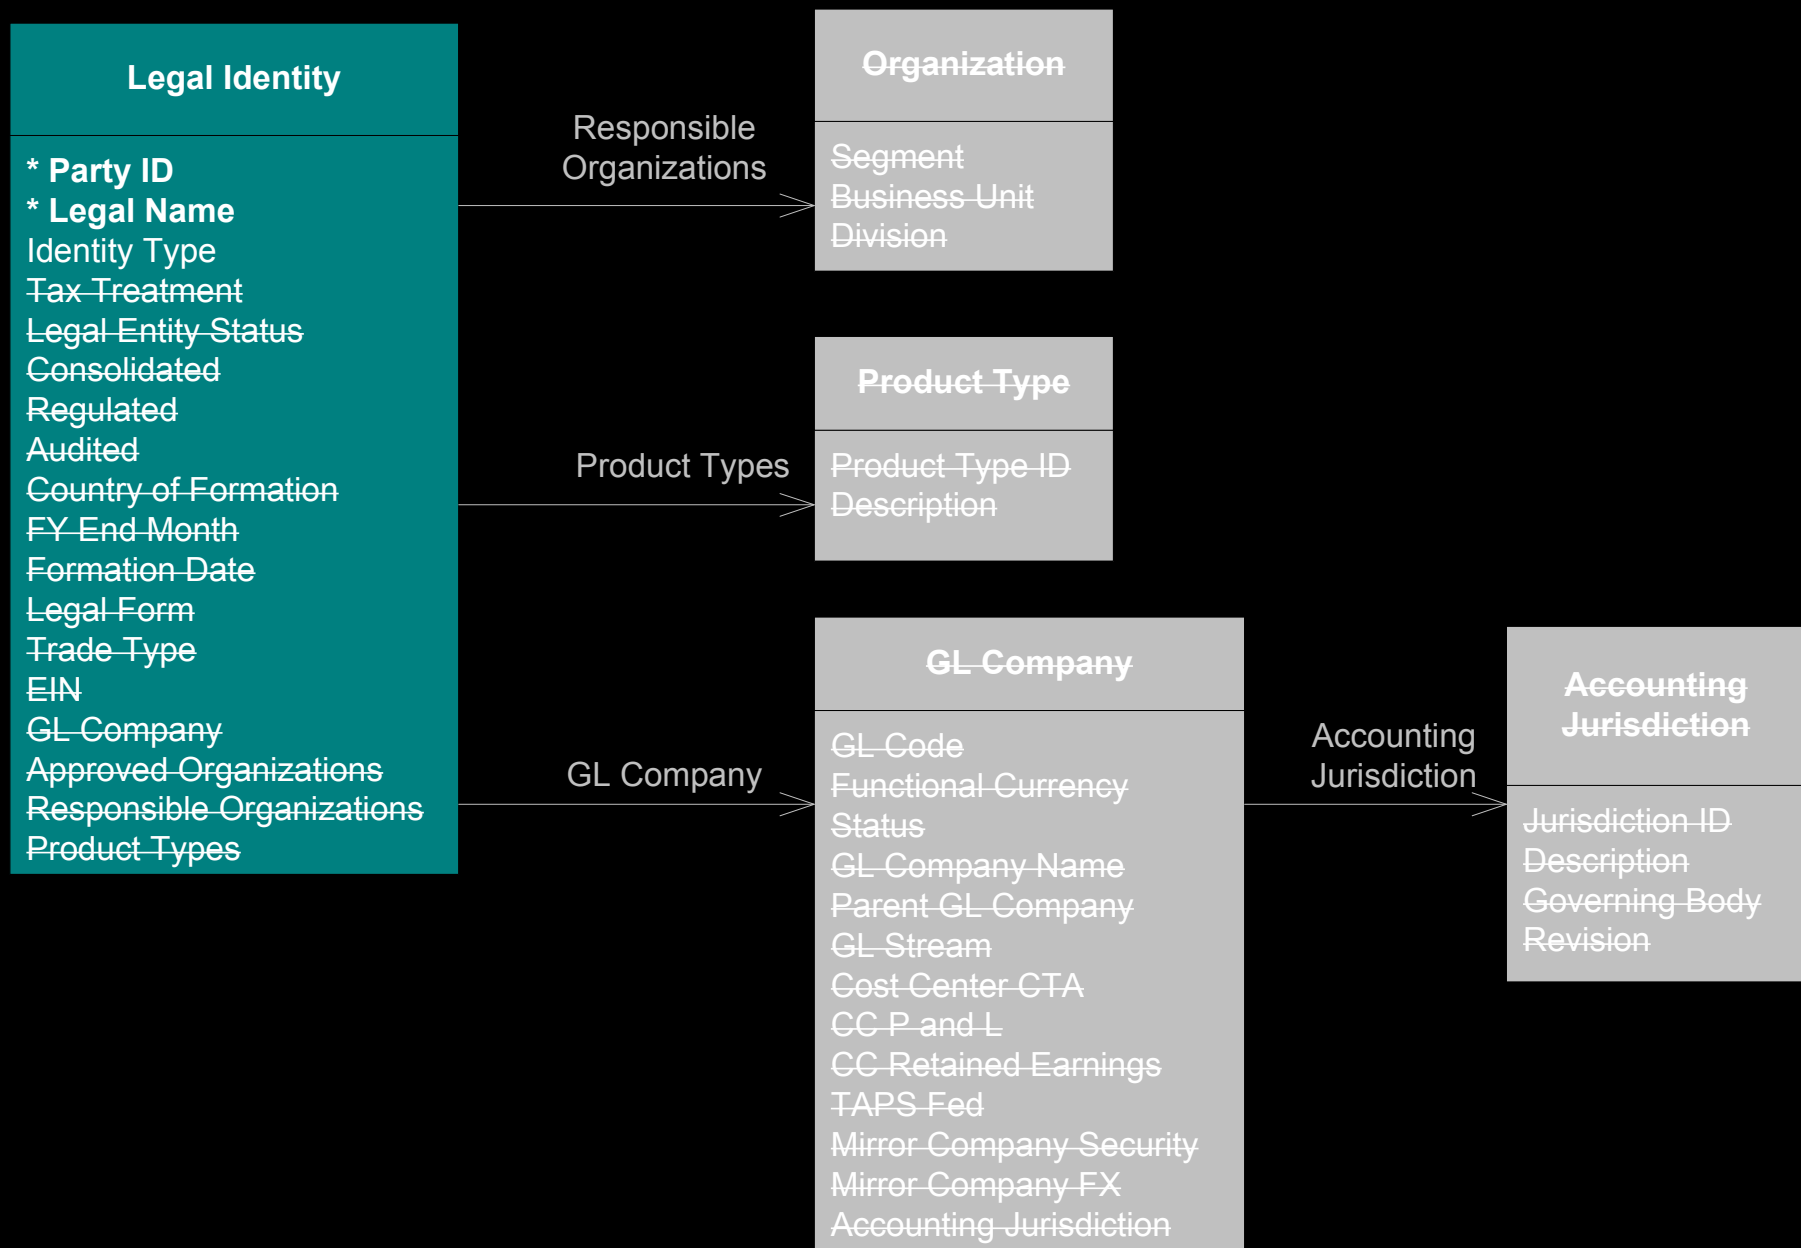 Legal Identity
* Party ID
* Legal Name
Identity Type
Tax Treatment
Legal Entity Status
Consolidated
Regulated
Audited
Country of Formation
FY End Month
Formation Date
Legal Form
Trade Type
EIN
GL Company
Approved Organizations
Responsible Organizations
Product Types
Responsible
Organizations
Organization
Segment
Business Unit
Division
Product Types
Product Type
Product Type ID
Description
GL Company
GL Company
GL Code
Functional Currency
Status
GL Company Name
Parent GL Company
GL Stream
Cost Center CTA
CC P and L
CC Retained Earnings
TAPS Fed
Mirror Company Security
Mirror Company FX
Accounting Jurisdiction
Accounting
Jurisdiction
Accounting
Jurisdiction
Jurisdiction ID
Description
Governing Body
Revision